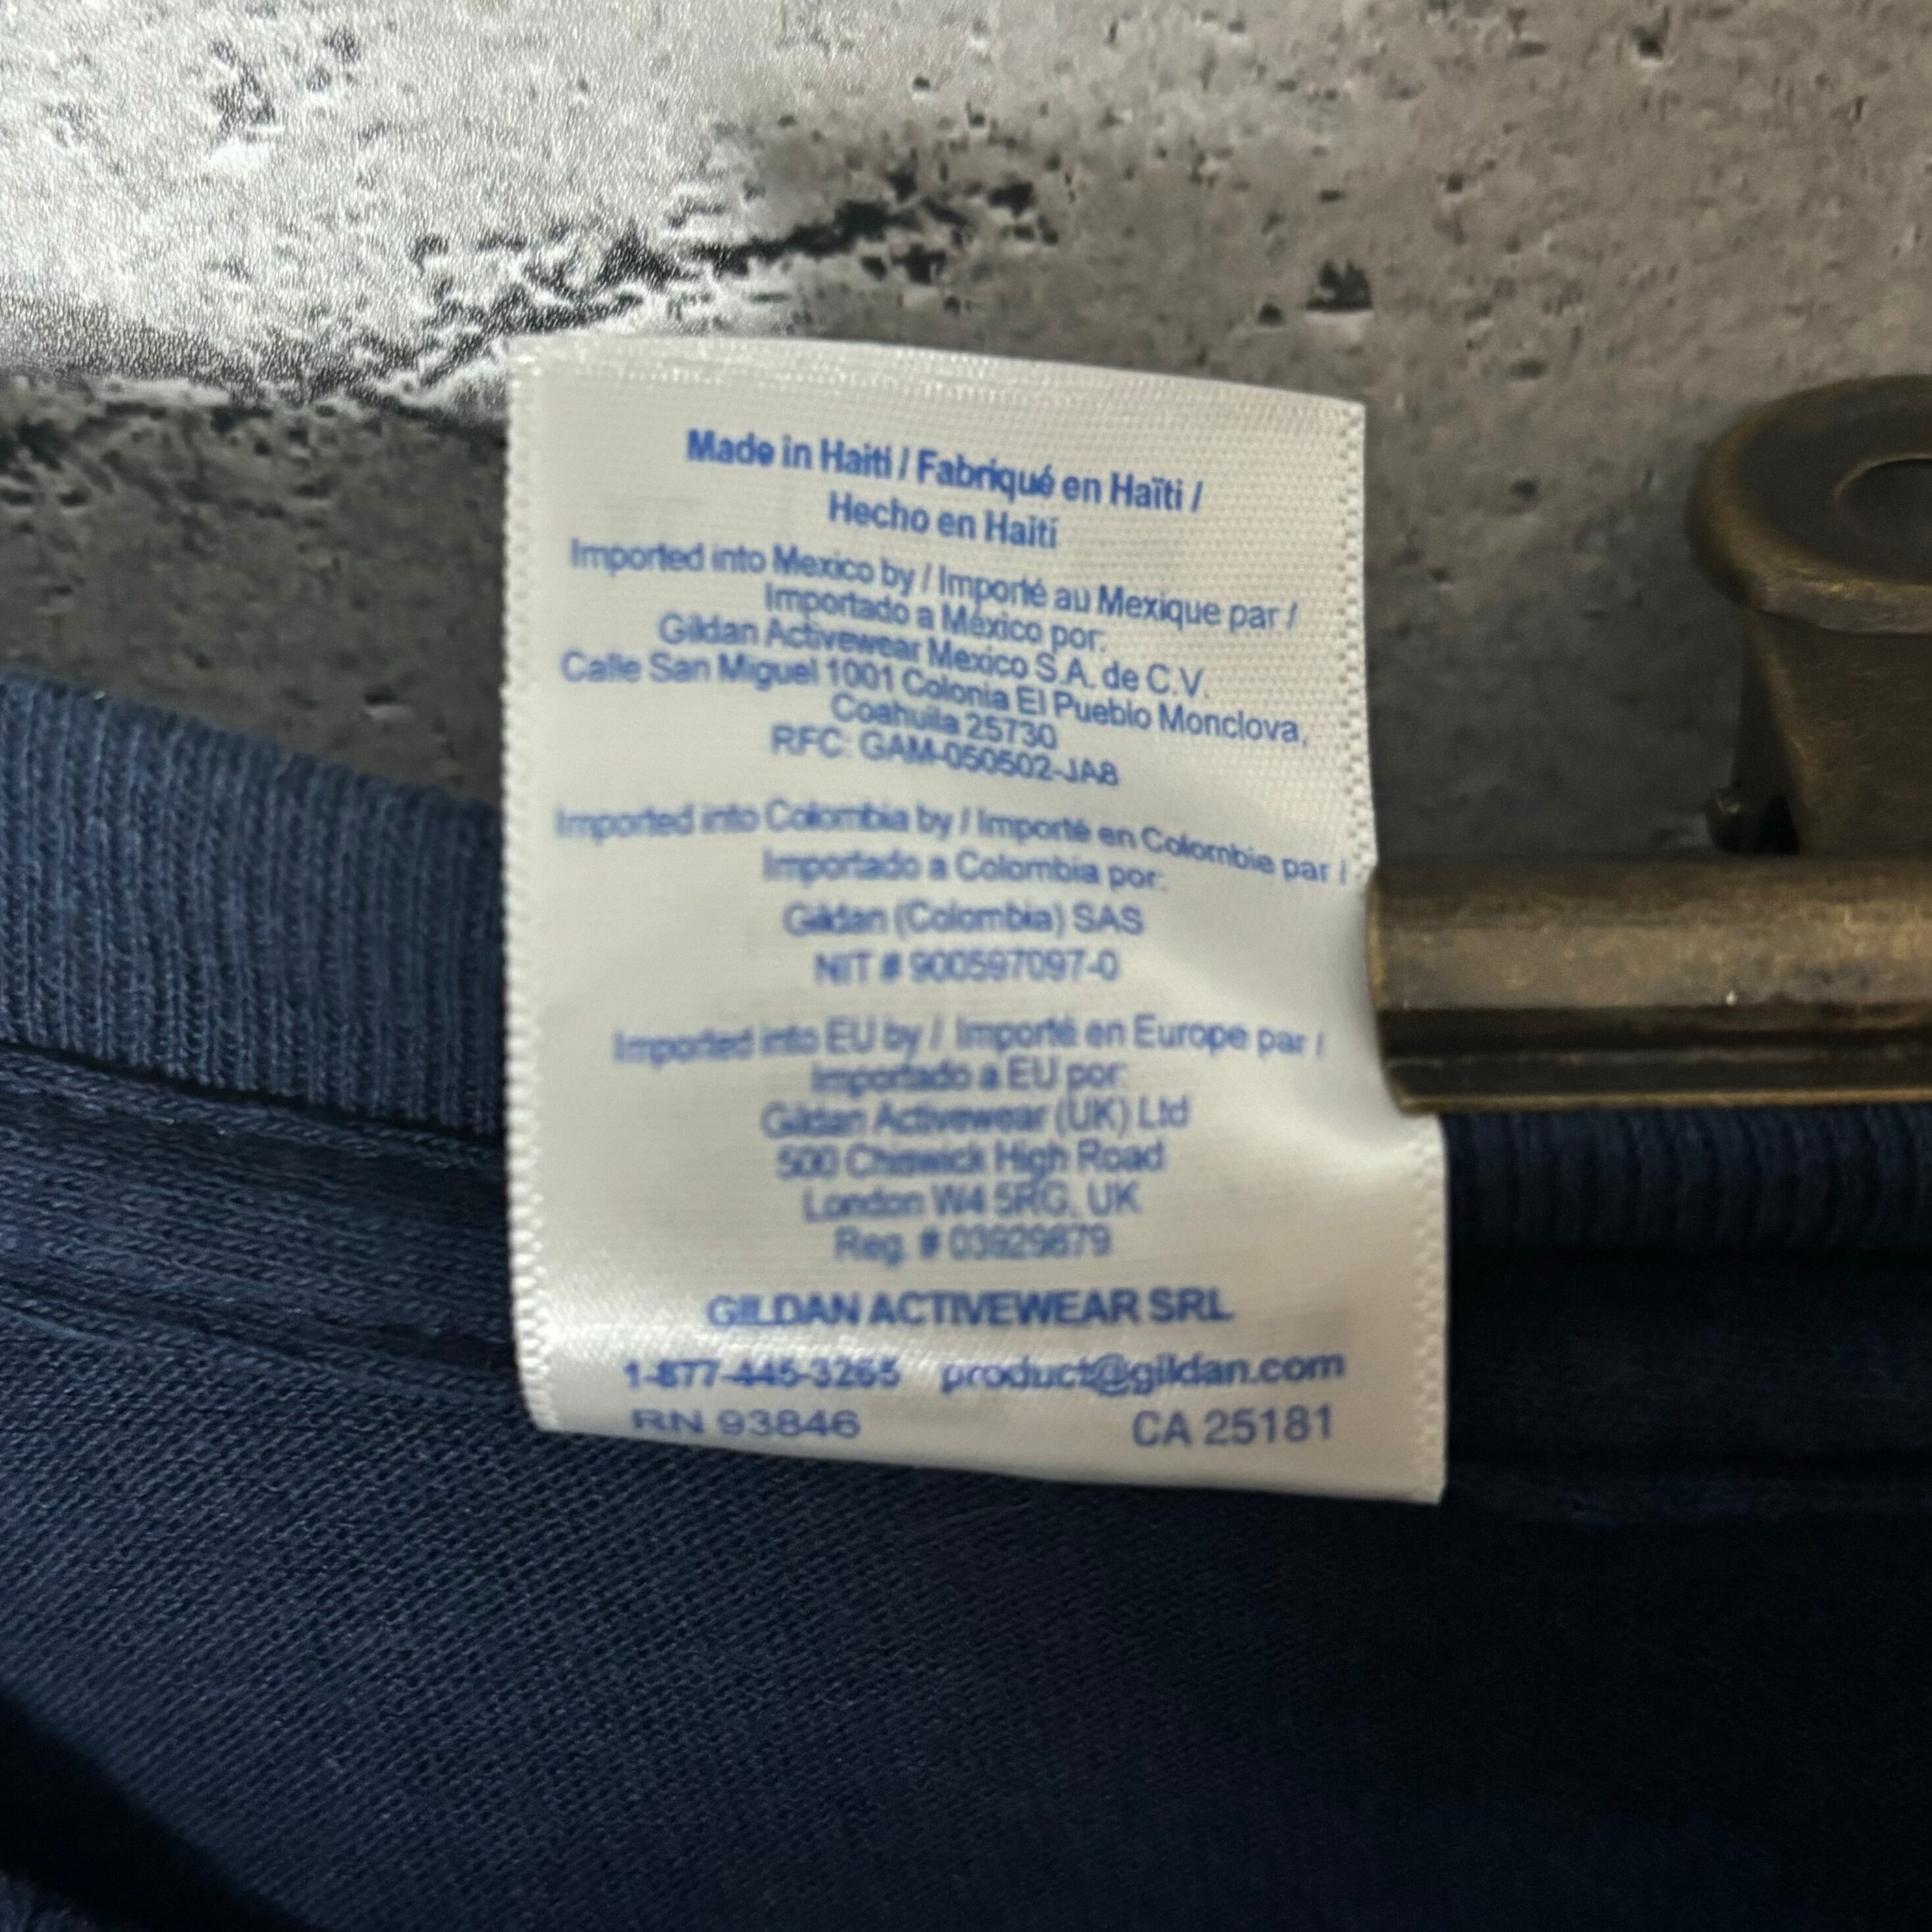 Made in Haiti / Fabriqué en Haïti /
Hecho en Haití
Imported into Mexico by / Importé au Mexique par /
Importado a México por:
Gildan Activewear Mexico S.A. de C.V.
Calle San Miguel 1001 Colonia El Pueblo Monclova,
Coahuila 25730
RFC: GAM-050502-JA8
Imported into Colombia by / Importé en Colombie par /
Importado a Colombia por:
Gildan (Colombia) SAS
NIT # 900597097-0
Imported into EU by / Importé en Europe par /
Importado a EU por:
Gildan Activewear (UK) Ltd
500 Chiswick High Road
London W4 5RG, UK
Reg. # 03929679
GILDAN ACTIVEWEAR SRL
1-877-445-3265 product@gildan.com
RN 93846 CA 25181